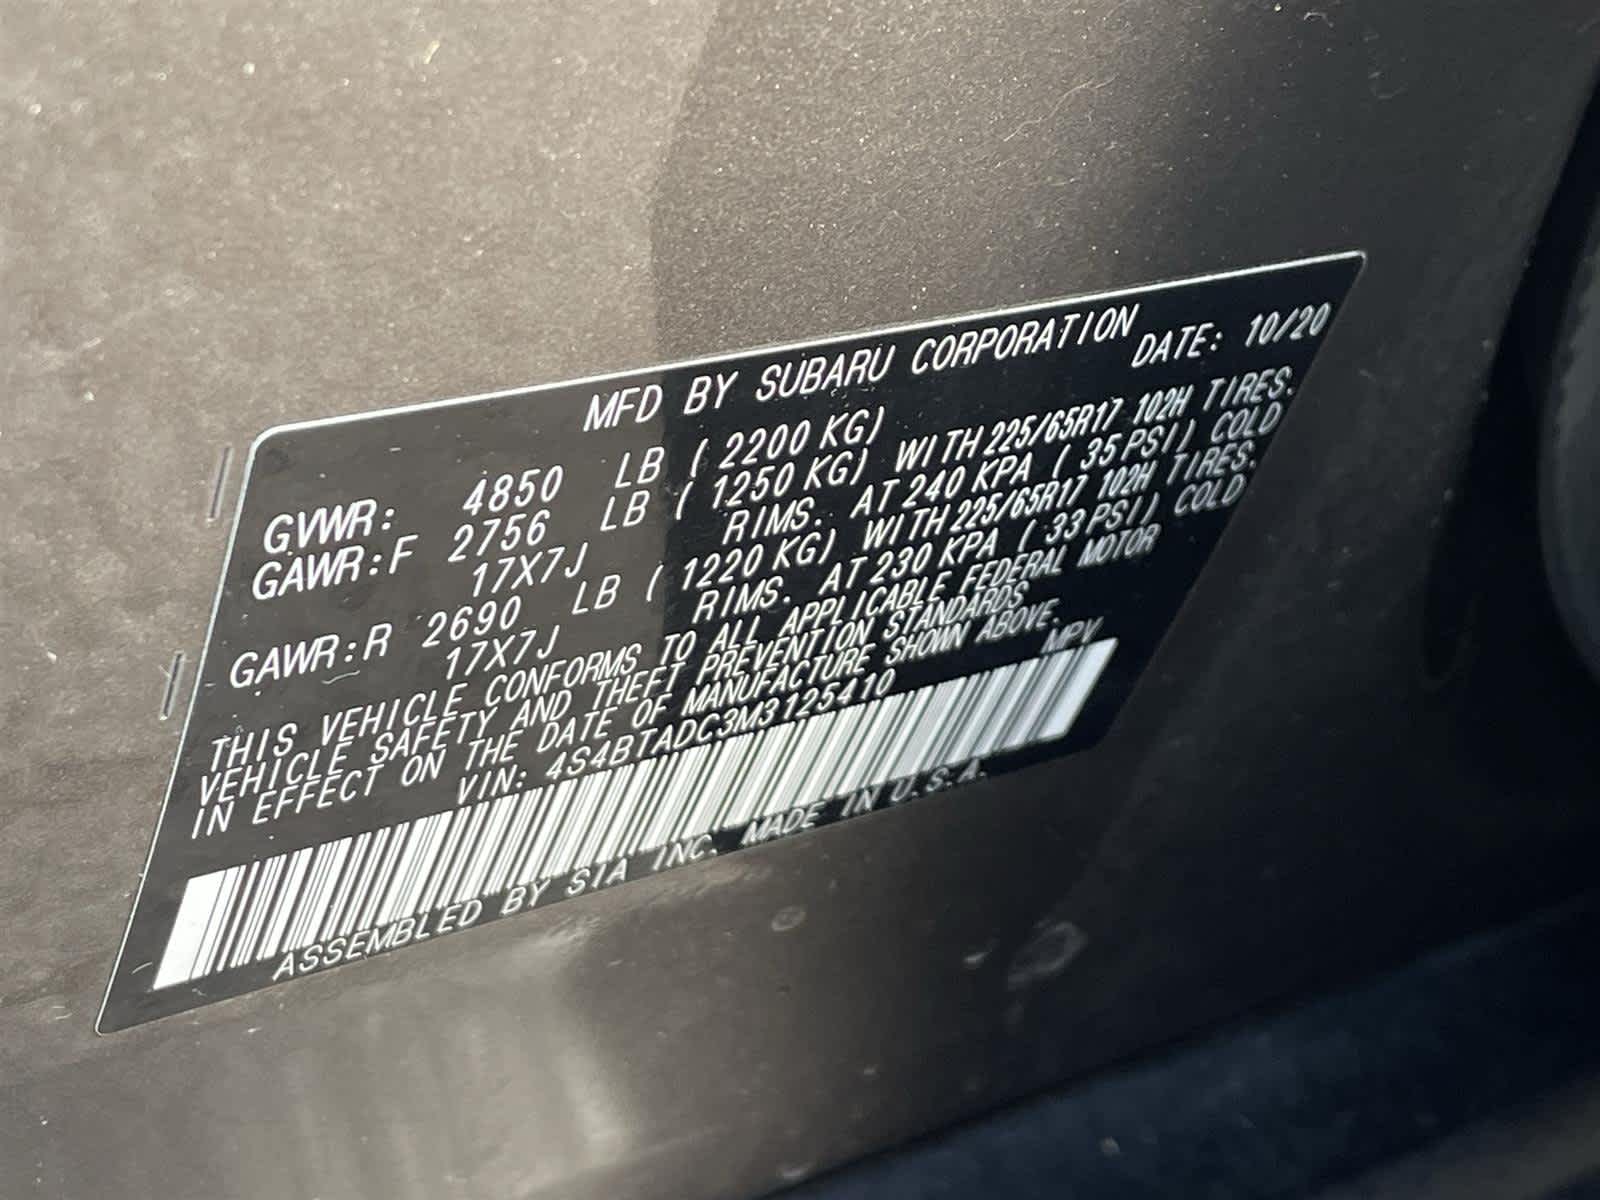 MFD BY SUBARU CORPORATION
DATE: 10/20
GVWR: 4850 LB ( 2200 KG)
GAWR:F 2756 LB ( 1250 KG) WITH 225/65R17 102H TIRES.
17X7J RIMS. AT 240 KPA ( 35 PSI) COLD
GAWR:R 2690 LB ( 1220 KG) WITH 225/65R17 102H TIRES.
17X7J RIMS. AT 230 KPA ( 33 PSI) COLD
THIS VEHICLE CONFORMS TO ALL APPLICABLE FEDERAL MOTOR
VEHICLE SAFETY AND THEFT PREVENTION STANDARDS
IN EFFECT ON THE DATE OF MANUFACTURE SHOWN ABOVE.
VIN: 4S4BTADC3M3125410 MPV
ASSEMBLED BY SIA INC. MADE IN U.S.A.